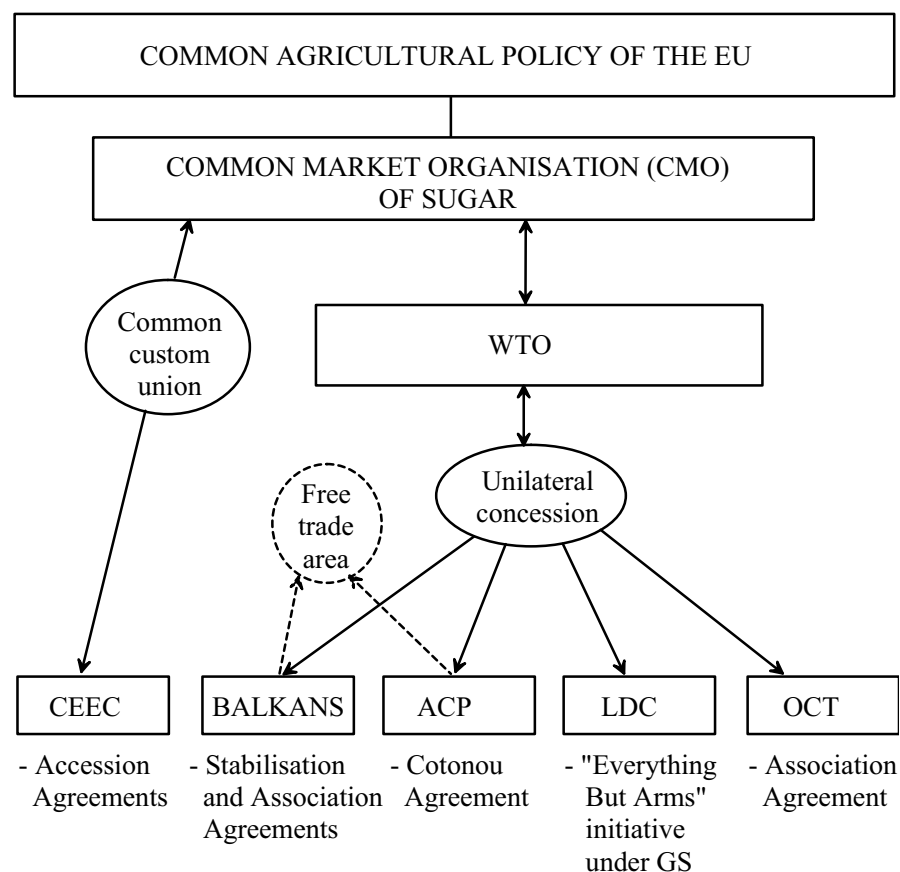 COMMON AGRICULTURAL POLICY OF THE EU
COMMON MARKET ORGANISATION (CMO)
OF SUGAR
Common
custom
union
WTO
Free
trade
area
Unilateral
concession
CEEC
BALKANS
ACP
LDC
OCT
- Accession
Agreements
- Stabilisation
and Association
Agreements
- Cotonou
Agreement
- "Everything
But Arms"
initiative
under GS
- Association
Agreement